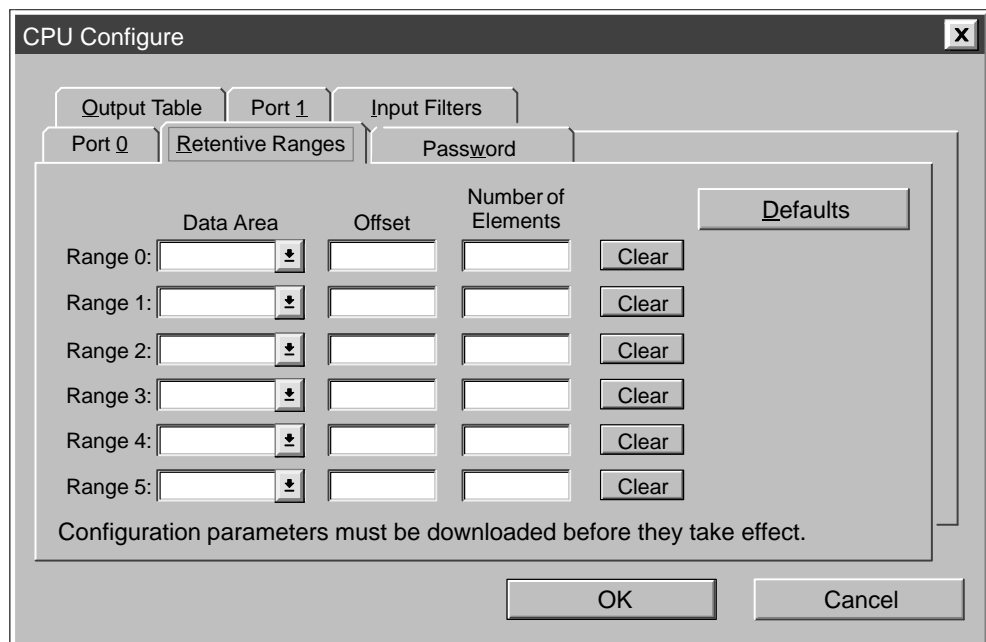 CPU Configure
Output Table Port 1 Input Filters
Port 0 Retentive Ranges Password
Data Area Offset Number of Elements
Defaults
Range 0: Clear
Range 1: Clear
Range 2: Clear
Range 3: Clear
Range 4: Clear
Range 5: Clear
Configuration parameters must be downloaded before they take effect.
OK Cancel